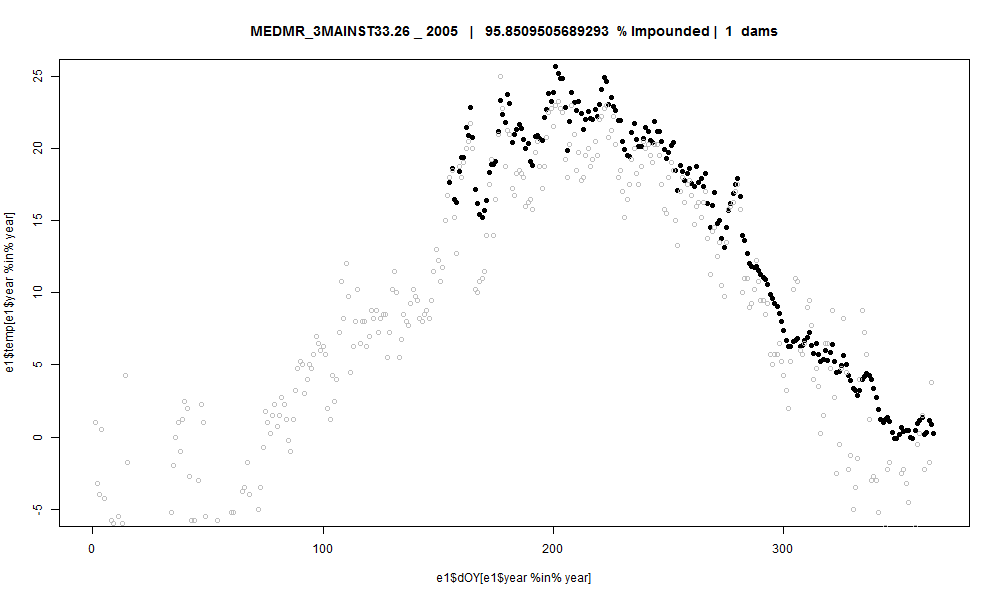 MEDMR_3MAINST33.26 _ 2005 | 95.8509505689293 % Impounded | 1 dams
e1$temp[e1$year %in% year]
25
20
15
10
5
0
-5
0 100 200 300
e1$dOY[e1$year %in% year]